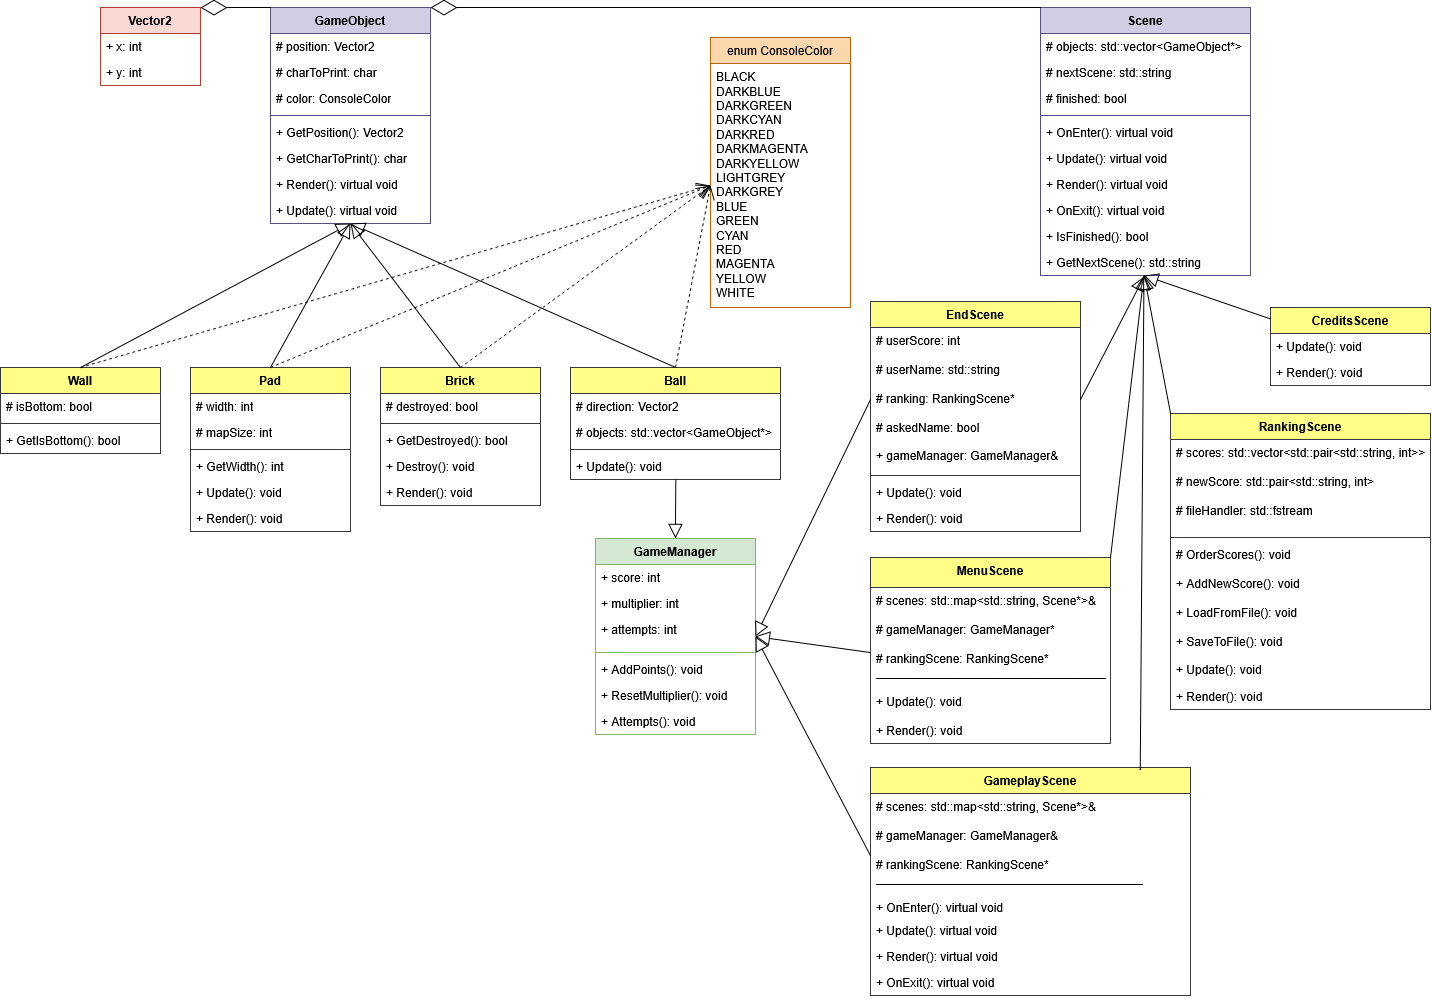 Vector2
+ x: int
+ y: int
GameObject
# position: Vector2
# charToPrint: char
# color: ConsoleColor
+ GetPosition(): Vector2
+ GetCharToPrint(): char
+ Render(): virtual void
+ Update(): virtual void
enum ConsoleColor
BLACK
DARKBLUE
DARKGREEN
DARKCYAN
DARKRED
DARKMAGENTA
DARKYELLOW
LIGHTGREY
DARKGREY
BLUE
GREEN
CYAN
RED
MAGENTA
YELLOW
WHITE
Scene
# objects: std::vector<GameObject*>
# nextScene: std::string
# finished: bool
+ OnEnter(): virtual void
+ Update(): virtual void
+ Render(): virtual void
+ OnExit(): virtual void
+ IsFinished(): bool
+ GetNextScene(): std::string
Wall
# isBottom: bool
+ GetIsBottom(): bool
Pad
# width: int
# mapSize: int
+ GetWidth(): int
+ Update(): void
+ Render(): void
Brick
# destroyed: bool
+ GetDestroyed(): bool
+ Destroy(): void
+ Render(): void
Ball
# direction: Vector2
# objects: std::vector<GameObject*>
+ Update(): void
GameManager
+ score: int
+ multiplier: int
+ attempts: int
+ AddPoints(): void
+ ResetMultiplier(): void
+ Attempts(): void
EndScene
# userScore: int
# userName: std::string
# ranking: RankingScene*
# askedName: bool
+ gameManager: GameManager&
+ Update(): void
+ Render(): void
CreditsScene
+ Update(): void
+ Render(): void
RankingScene
# scores: std::vector<std::pair<std::string, int>>
# newScore: std::pair<std::string, int>
# fileHandler: std::fstream
# OrderScores(): void
+ AddNewScore(): void
+ LoadFromFile(): void
+ SaveToFile(): void
+ Update(): void
+ Render(): void
MenuScene
# scenes: std::map<std::string, Scene*>&
# gameManager: GameManager*
# rankingScene: RankingScene*
+ Update(): void
+ Render(): void
GameplayScene
# scenes: std::map<std::string, Scene*>&
# gameManager: GameManager&
# rankingScene: RankingScene*
+ OnEnter(): virtual void
+ Update(): virtual void
+ Render(): virtual void
+ OnExit(): virtual void